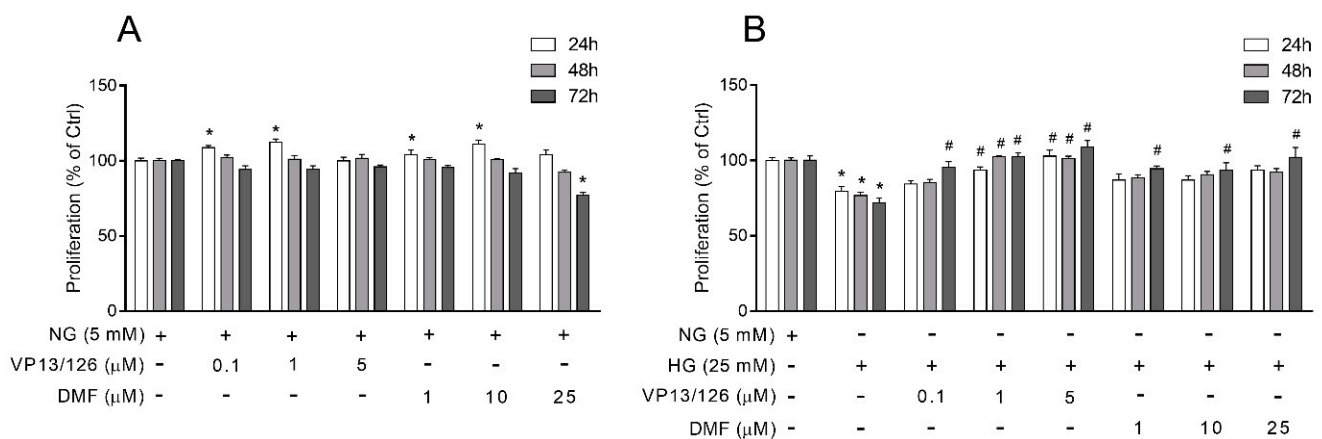 A
24h
48h
72h
150
100
50
0
Proliferation (% of Ctrl)
* * * * *
NG (5 mM) + + + + + + +
VP13/126 (μM) - 0.1 1 5 - - -
DMF (μM) - - - - 1 10 25
B
24h
48h
72h
150
100
50
0
Proliferation (% of Ctrl)
* * * # # # # # # # # # #
NG (5 mM) + - - - - - - -
HG (25 mM) - + + + + + + +
VP13/126 (μM) - - 0.1 1 5 - - -
DMF (μM) - - - - - 1 10 25